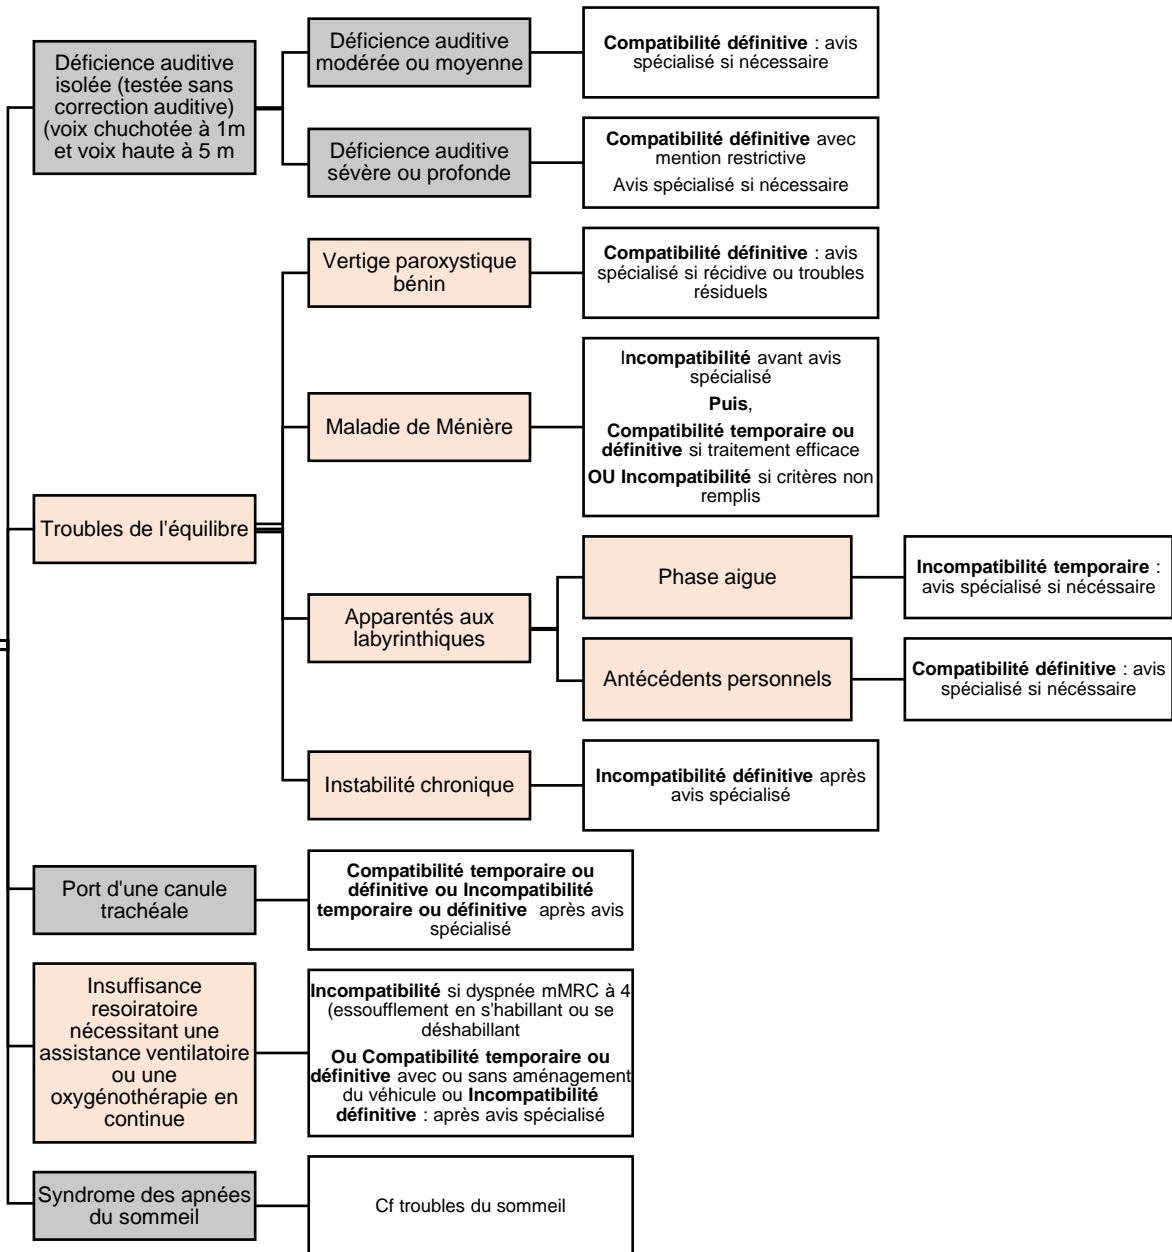 Déficience auditive
isolée (testée sans
correction auditive)
(voix chuchotée à 1m
et voix haute à 5 m
Déficience auditive
modérée ou moyenne
Compatibilité définitive : avis
spécialisé si nécessaire
Déficience auditive
sévère ou profonde
Compatibilité définitive avec
mention restrictive
Avis spécialisé si nécessaire
Troubles de l'équilibre
Vertige paroxystique
bénin
Compatibilité définitive : avis
spécialisé si récidive ou troubles
résiduels
Maladie de Ménière
Incompatibilité avant avis
spécialisé
Puis,
Compatibilité temporaire ou
définitive si traitement efficace
OU Incompatibilité si critères non
remplis
Apparentés aux
labyrinthiques
Phase aigue
Incompatibilité temporaire :
avis spécialisé si nécéssaire
Antécédents personnels
Compatibilité définitive : avis
spécialisé si nécéssaire
Instabilité chronique
Incompatibilité définitive après
avis spécialisé
Port d'une canule
trachéale
Compatibilité temporaire ou
définitive ou Incompatibilité
temporaire ou définitive après avis
spécialisé
Insuffisance
resoiratoire
nécessitant une
assistance ventilatoire
ou une
oxygénothérapie en
continue
Incompatibilité si dyspnée mMRC à 4
(essoufflement en s'habillant ou se
déshabillant
Ou Compatibilité temporaire ou
définitive avec ou sans aménagement
du véhicule ou Incompatibilité
définitive : après avis spécialisé
Syndrome des apnées
du sommeil
Cf troubles du sommeil